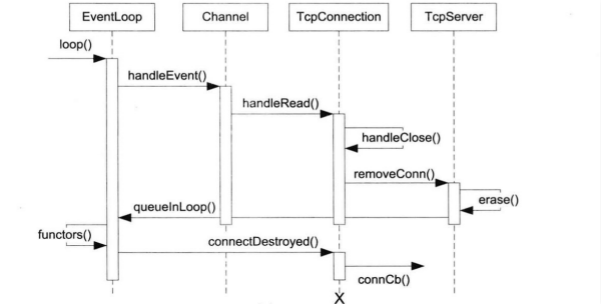 EventLoop
Channel
TcpConnection
TcpServer
loop()
handleEvent()
handleRead()
handleClose()
removeConn()
erase()
queueInLoop()
functors()
connectDestroyed()
connCb()
X